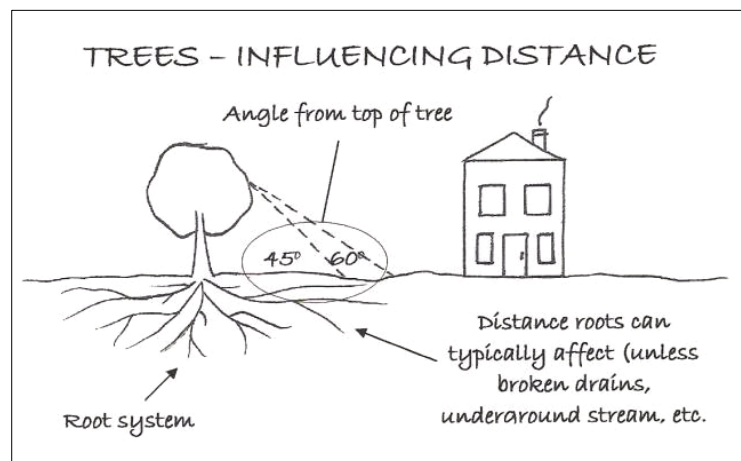 TREES – INFLUENCING DISTANCE
Angle from top of tree
45° 60°
Distance roots can
typically affect (unless
broken drains,
underaround stream, etc.
Root system